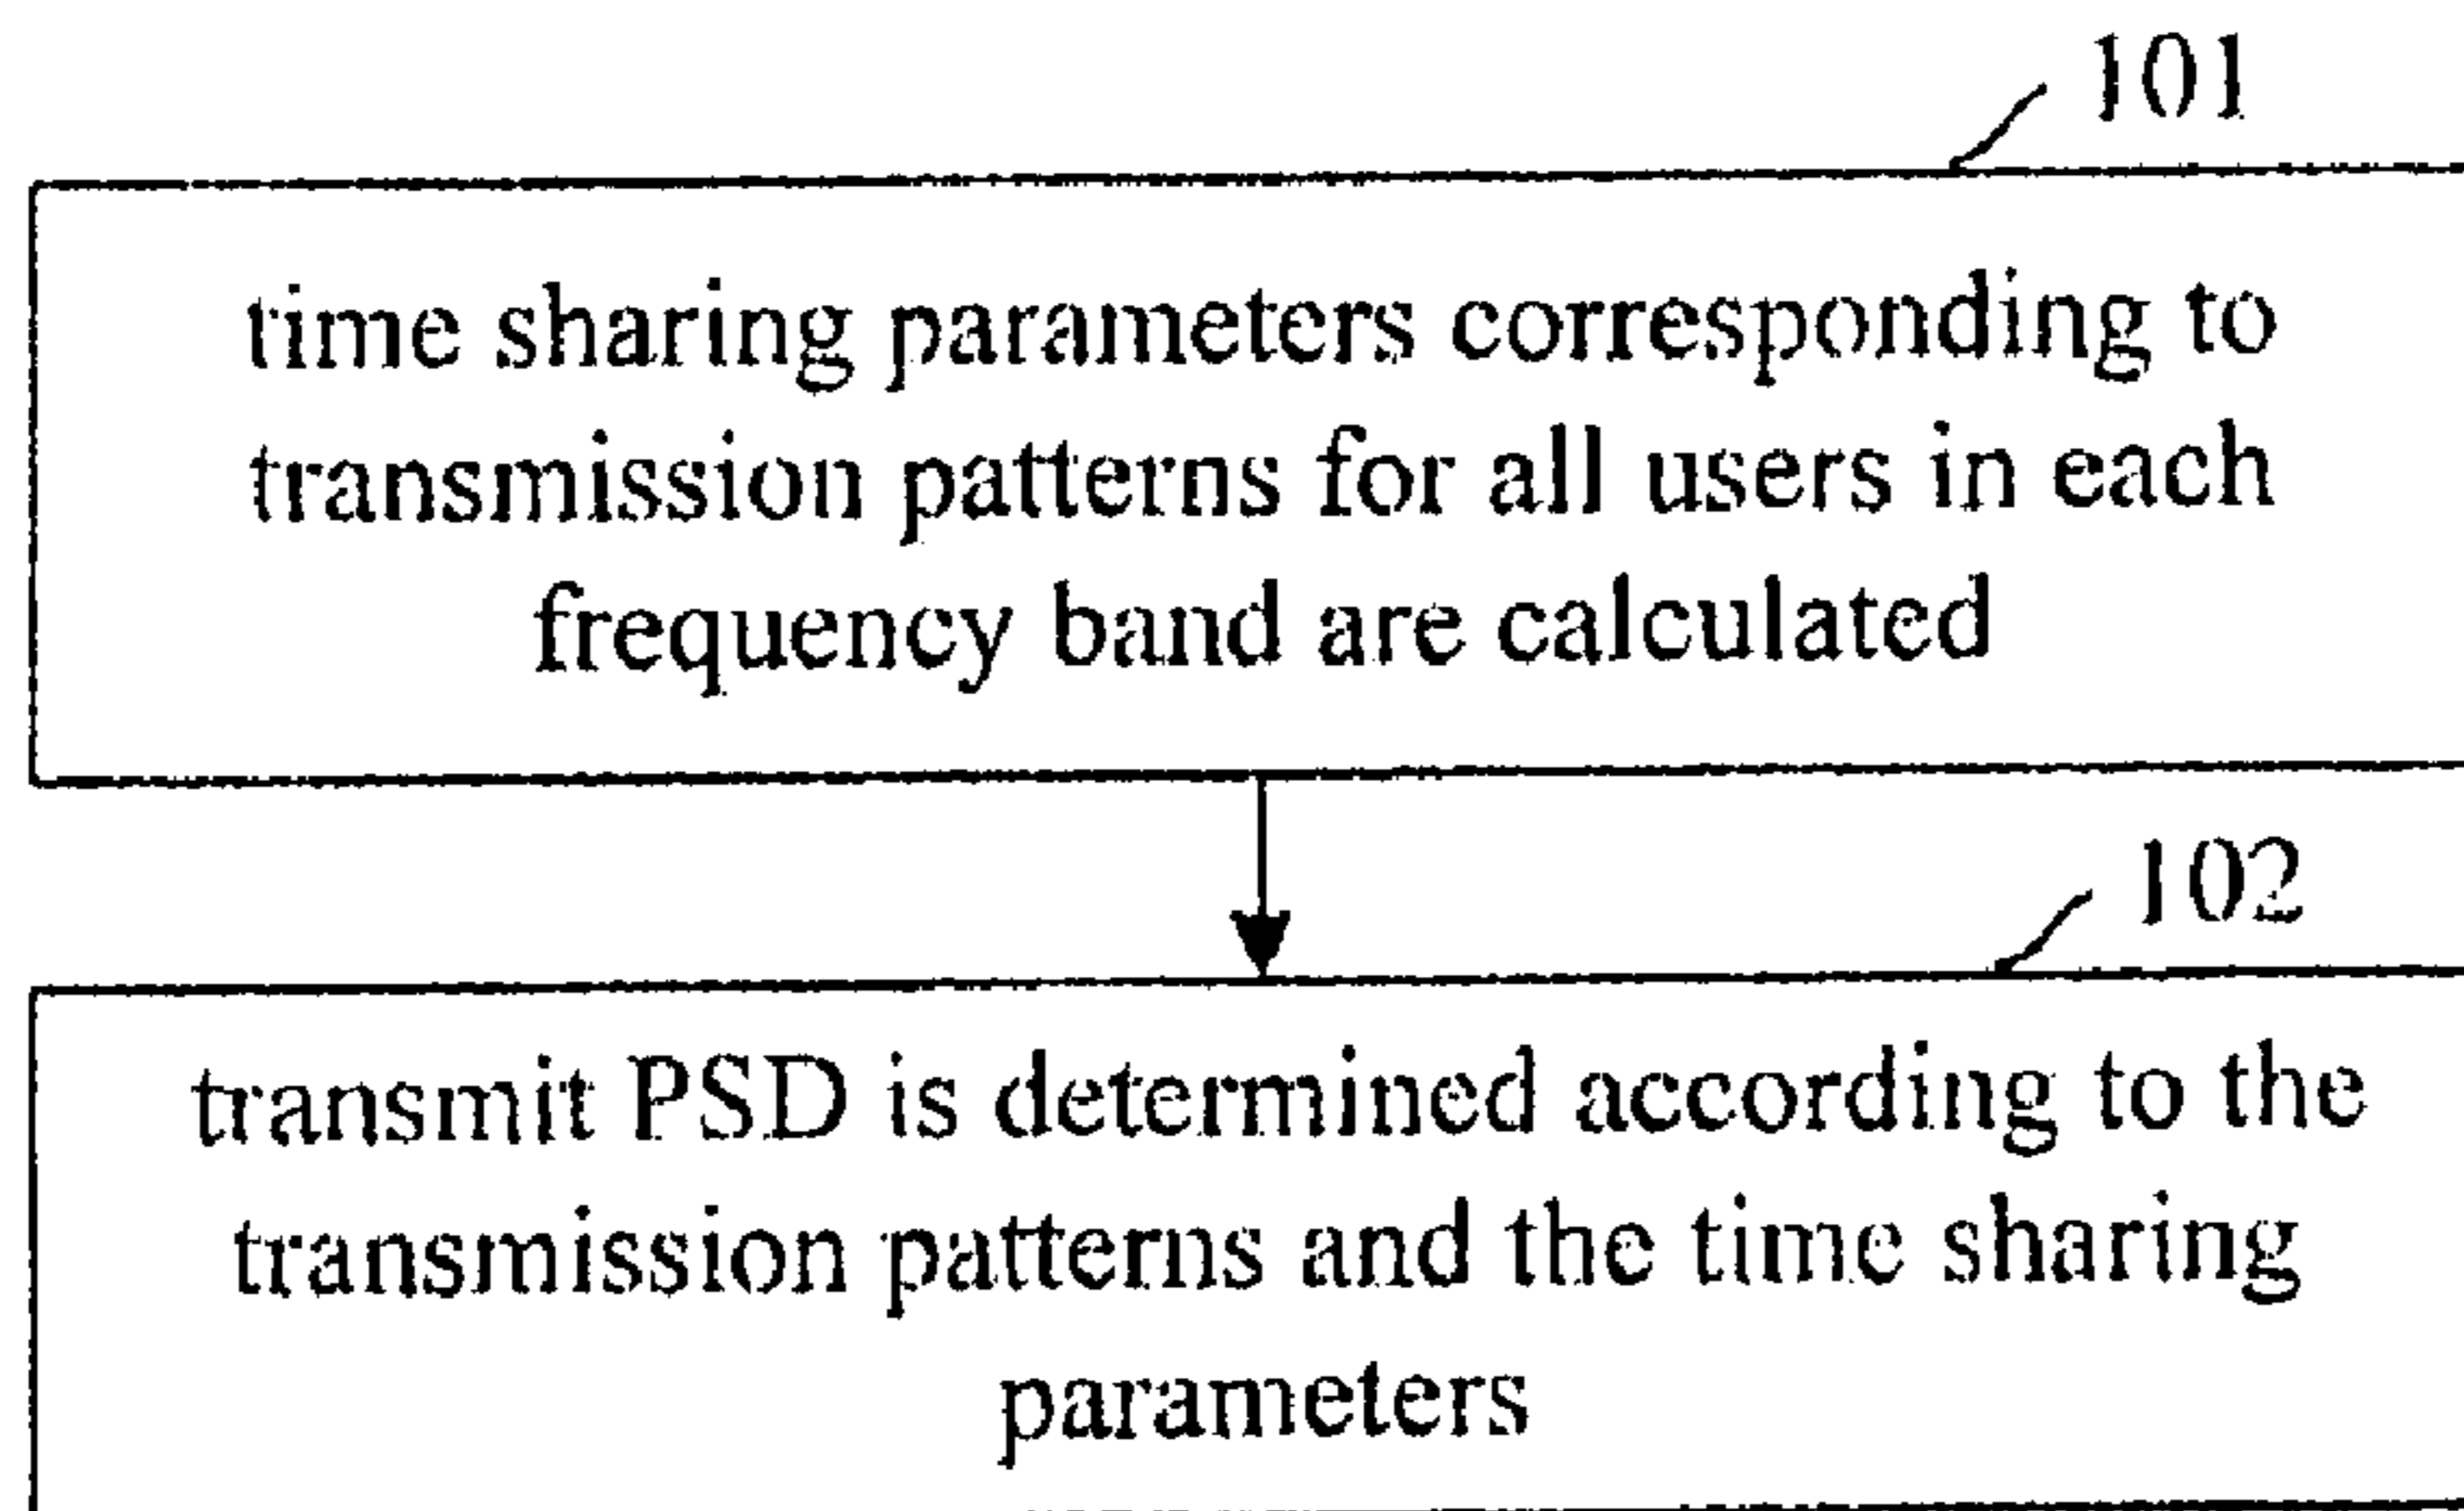 101
time sharing parameters corresponding to
transmission patterns for all users in each
frequency band are calculated
102
transmit PSD is determined according to the
transmission patterns and the time sharing
parameters